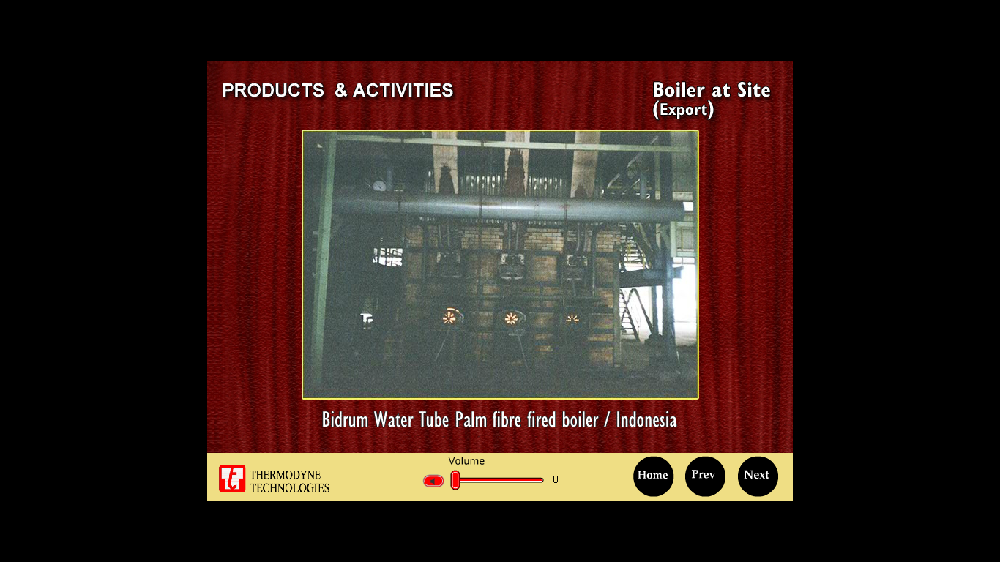 PRODUCTS & ACTIVITIES
Boiler at Site
(Export)
Bidrum Water Tube Palm fibre fired boiler / Indonesia
THERMODYNE
TECHNOLOGIES
Volume
0
Home
Prev
Next